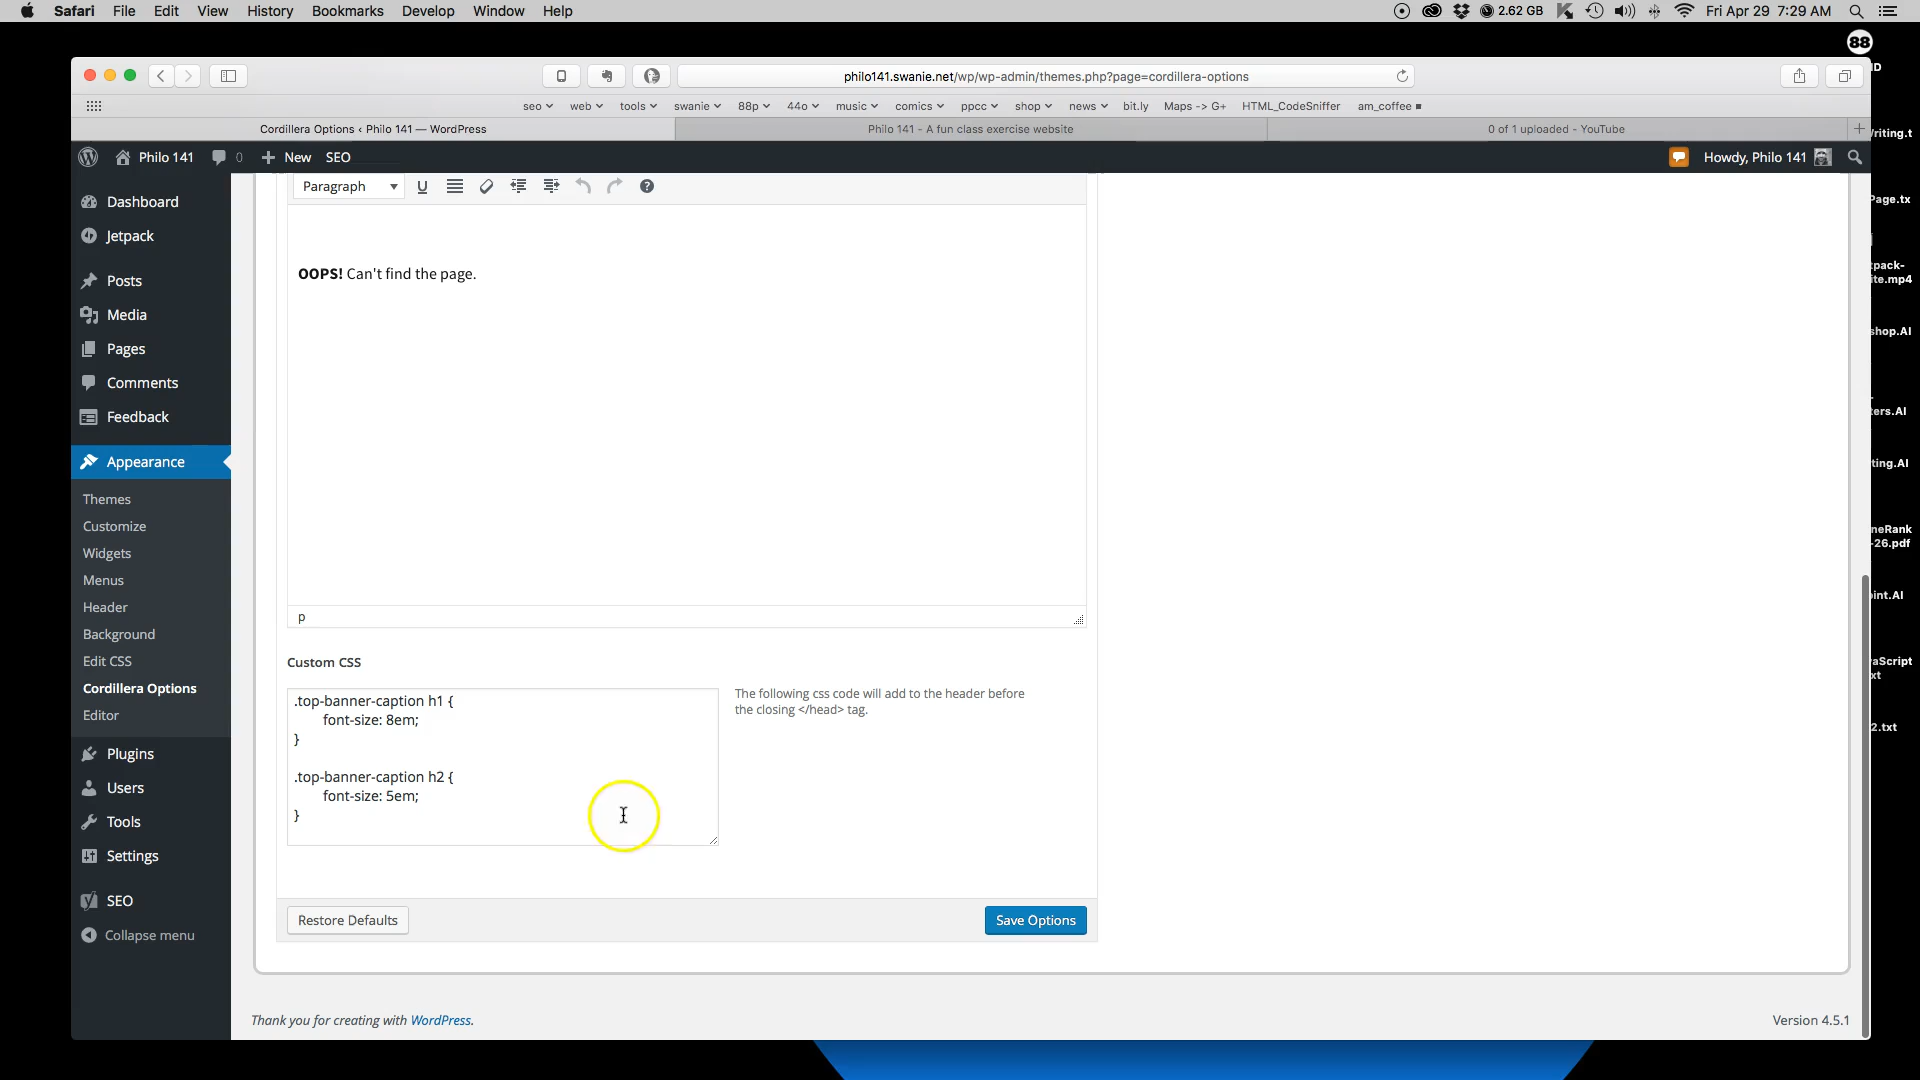 Safari File Edit View History Bookmarks Develop Window Help
2.62 GB Fri Apr 29 7:29 AM
88
philo141.swanie.net/wp/wp-admin/themes.php?page=cordillera-options
seo web tools swanie 88p 44o music comics ppcc shop news bit.ly Maps -> G+ HTML_CodeSniffer am_coffee
Cordillera Options ‹ Philo 141 — WordPress
Philo 141 - A fun class exercise website
0 of 1 uploaded - YouTube
Philo 141 0 New SEO
Howdy, Philo 141
Dashboard
Jetpack
Posts
Media
Pages
Comments
Feedback
Appearance
Themes
Customize
Widgets
Menus
Header
Background
Edit CSS
Cordillera Options
Editor
Plugins
Users
Tools
Settings
SEO
Collapse menu
Paragraph
OOPS! Can't find the page.
p
Custom CSS
.top-banner-caption h1 {
font-size: 8em;
}
.top-banner-caption h2 {
font-size: 5em;
}
The following css code will add to the header before
the closing </head> tag.
Restore Defaults
Save Options
Thank you for creating with WordPress.
Version 4.5.1